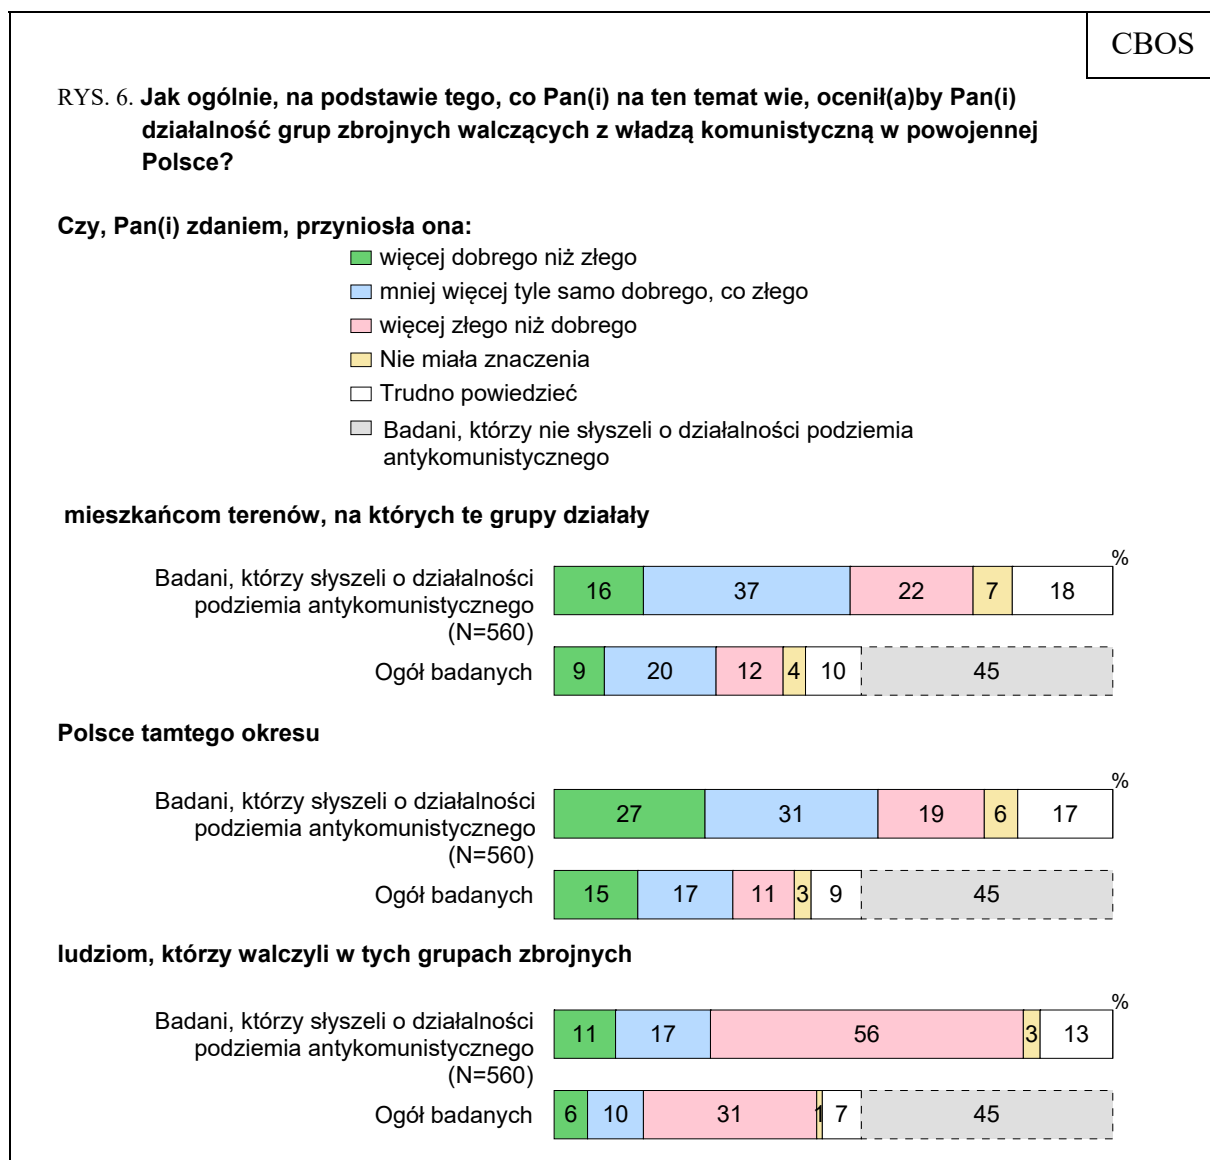 CBOS
RYS. 6. Jak ogólnie, na podstawie tego, co Pan(i) na ten temat wie, ocenił(a)by Pan(i)
działalność grup zbrojnych walczących z władzą komunistyczną w powojennej
Polsce?
Czy, Pan(i) zdaniem, przyniosła ona:
więcej dobrego niż złego
mniej więcej tyle samo dobrego, co złego
więcej złego niż dobrego
Nie miała znaczenia
Trudno powiedzieć
Badani, którzy nie słyszeli o działalności podziemia
antykomunistycznego
mieszkańcom terenów, na których te grupy działały
%
Badani, którzy słyszeli o działalności
podziemia antykomunistycznego
(N=560)
16 37 22 7 18
Ogół badanych
9 20 12 4 10 45
Polsce tamtego okresu
%
Badani, którzy słyszeli o działalności
podziemia antykomunistycznego
(N=560)
27 31 19 6 17
Ogół badanych
15 17 11 3 9 45
ludziom, którzy walczyli w tych grupach zbrojnych
%
Badani, którzy słyszeli o działalności
podziemia antykomunistycznego
(N=560)
11 17 56 3 13
Ogół badanych
6 10 31 1 7 45